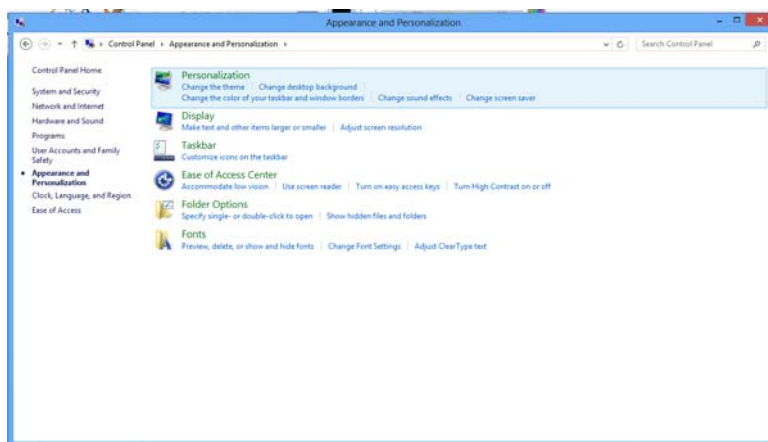 Appearance and Personalization
Control Panel Appearance and Personalization
Search Control Panel
Control Panel Home
System and Security
Network and Internet
Hardware and Sound
Programs
User Accounts and Family
Safety
Appearance and
Personalization
Clock, Language, and Region
Ease of Access
Personalization
Change the theme Change desktop background
Change the color of your taskbar and window borders Change sound effects Change screen saver
Display
Make text and other items larger or smaller Adjust screen resolution
Taskbar
Customize icons on the taskbar
Ease of Access Center
Accommodate low vision Use screen reader Turn on easy access keys Turn High Contrast on or off
Folder Options
Specify single- or double-click to open Show hidden files and folders
Fonts
Preview, delete, or show and hide fonts Change Font Settings Adjust ClearType text